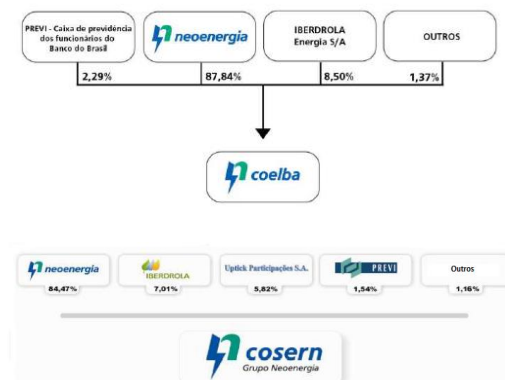 PREVI - Caixa de previdência
dos funcionários do
Banco do Brasil
neoenergia
IBERDROLA
Energia S/A
OUTROS
2,29%
87,84%
8,50%
1,37%
coelba
neoenergia
IBERDROLA
Uptick Participações S.A.
PREVI
Outros
84,47%
7,01%
5,82%
1,54%
1,16%
cosern
Grupo Neoenergia